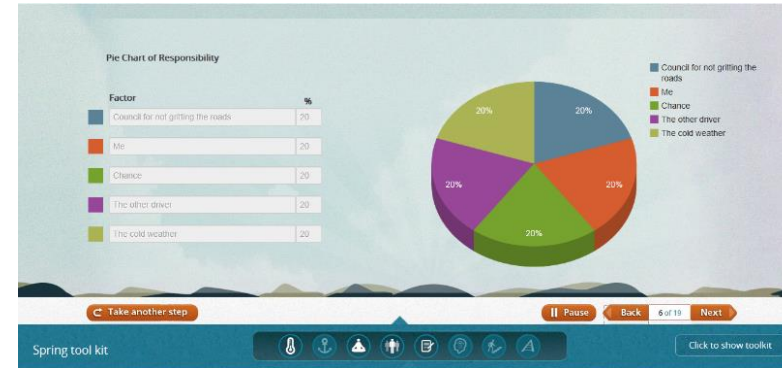 Pie Chart of Responsibility
Factor %
Council for not gritting the roads 20
Me 20
Chance 20
The other driver 20
The cold weather 20
20% 20%
20% 20%
20%
Council for not gritting the
roads
Me
Chance
The other driver
The cold weather
Take another step
Pause Back 6 of 19 Next
Spring tool kit
Click to show toolkit